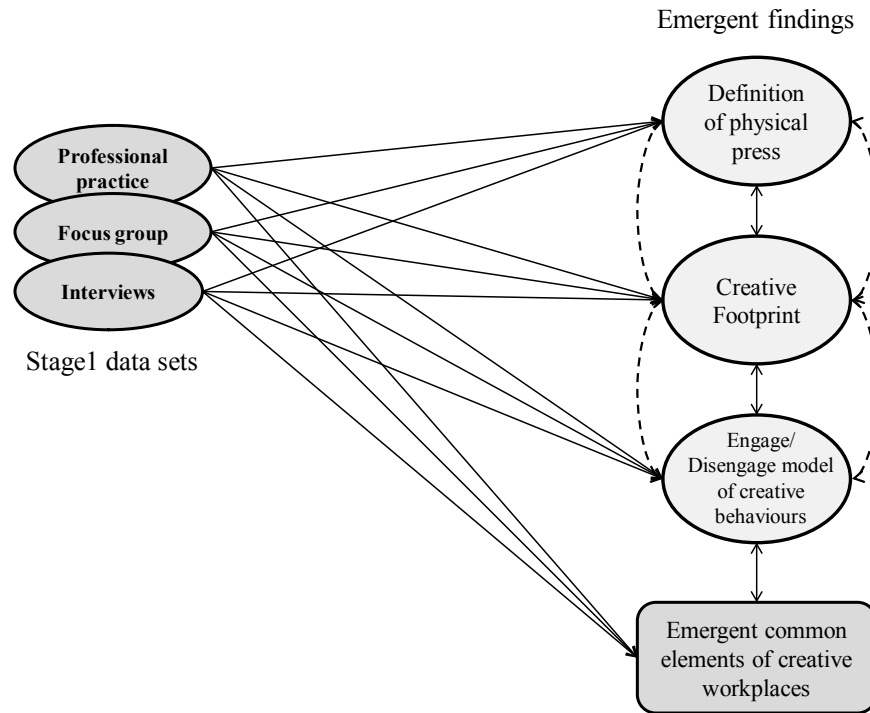 Emergent findings
Definition
of physical
press
Professional
practice
Focus group
Interviews
Stage1 data sets
Creative
Footprint
Engage/
Disengage model
of creative
behaviours
Emergent common
elements of creative
workplaces